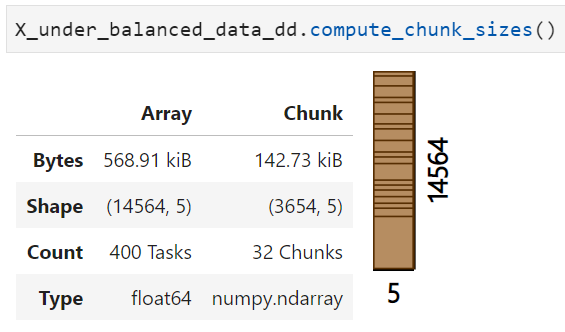 X_under_balanced_data_dd.compute_chunk_sizes()
Array Chunk
Bytes 568.91 kiB 142.73 kiB
Shape (14564, 5) (3654, 5)
Count 400 Tasks 32 Chunks
Type float64 numpy.ndarray
14564
5